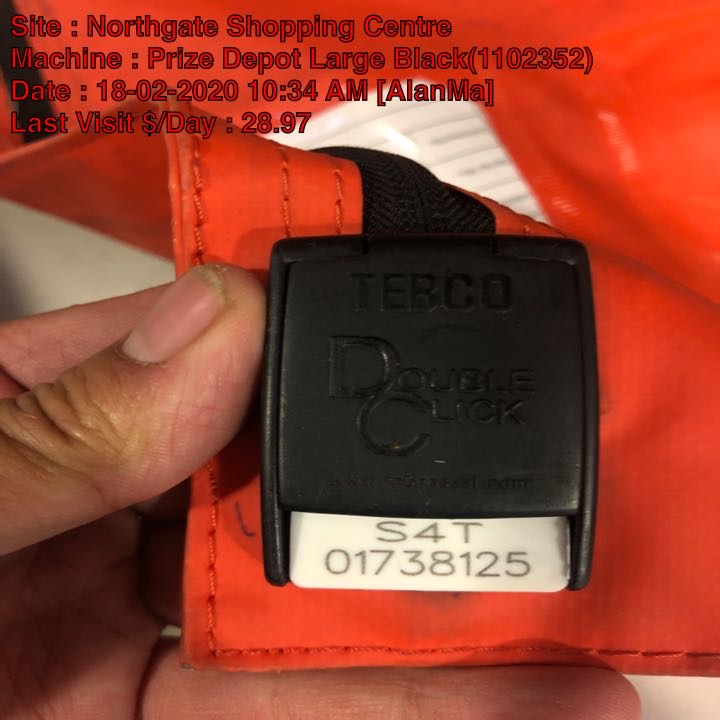 Site : Northgate Shopping Centre
Machine : Prize Depot Large Black(1102352)
Date : 18-02-2020 10:34 AM [AlanMa]
Last Visit $/Day : 28.97
TEBCO
DOUBLE
CLICK
S4T
01738125